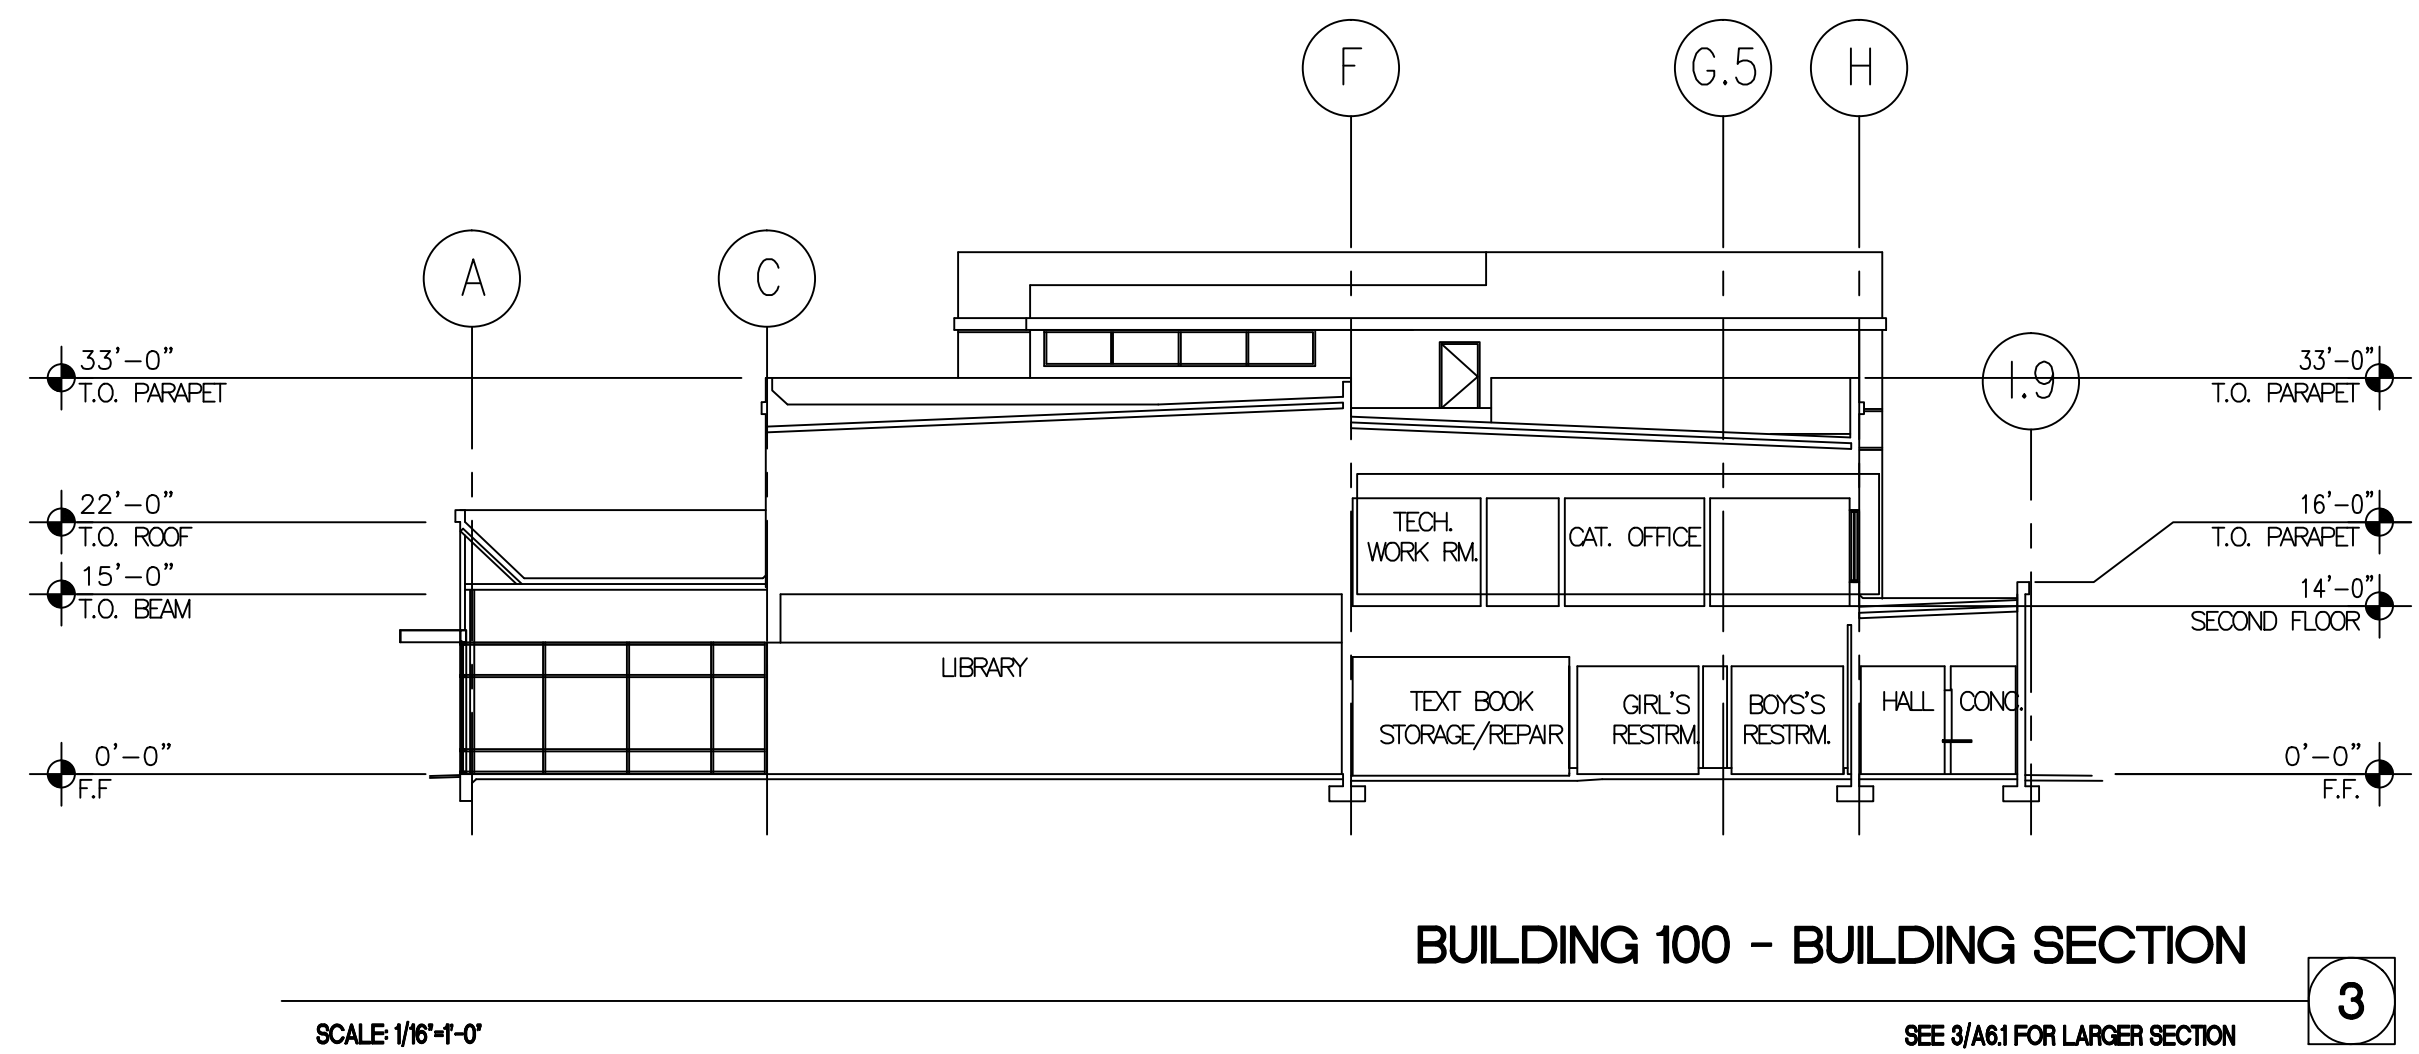 F
G.5
H
A
C
I.9
33'-0"
T.O. PARAPET
22'-0"
T.O. ROOF
15'-0"
T.O. BEAM
0'-0"
F.F
33'-0"
T.O. PARAPET
16'-0"
T.O. PARAPET
14'-0"
SECOND FLOOR
0'-0"
F.F.
TECH.
WORK RM.
CAT. OFFICE
LIBRARY
TEXT BOOK
STORAGE/REPAIR
GIRL'S
RESTRM.
BOYS'S
RESTRM.
HALL
CONC.
BUILDING 100 - BUILDING SECTION
3
SCALE: 1/16"=1'-0"
SEE 3/A6.1 FOR LARGER SECTION